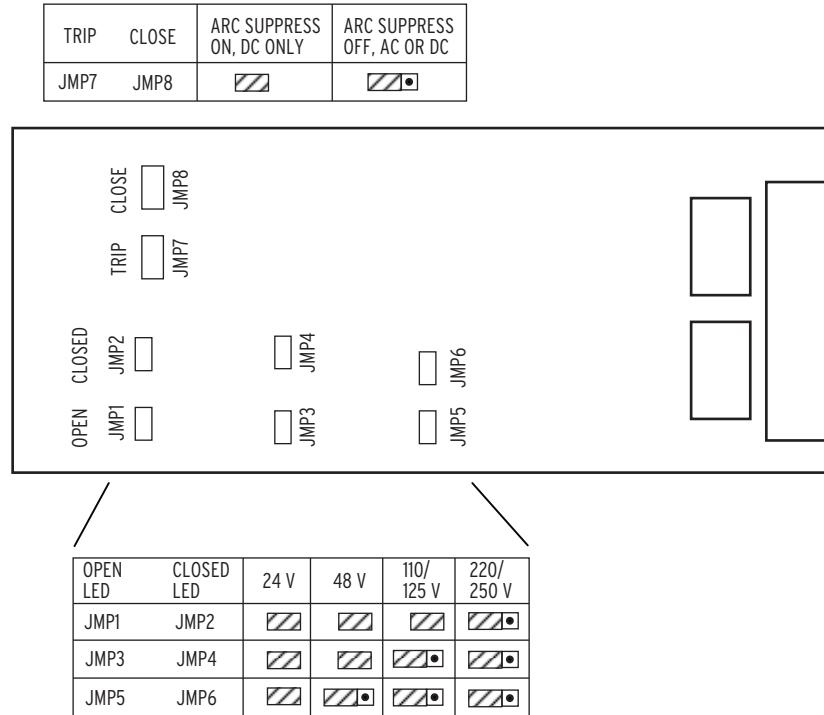 TRIP CLOSE ARC SUPPRESS ARC SUPPRESS
ON, DC ONLY OFF, AC OR DC
JMP7 JMP8
CLOSE JMP8
TRIP JMP7
CLOSED JMP2 JMP4 JMP6
OPEN JMP1 JMP3 JMP5
OPEN CLOSED 24 V 48 V 110/ 220/
LED LED 125 V 250 V
JMP1 JMP2
JMP3 JMP4
JMP5 JMP6